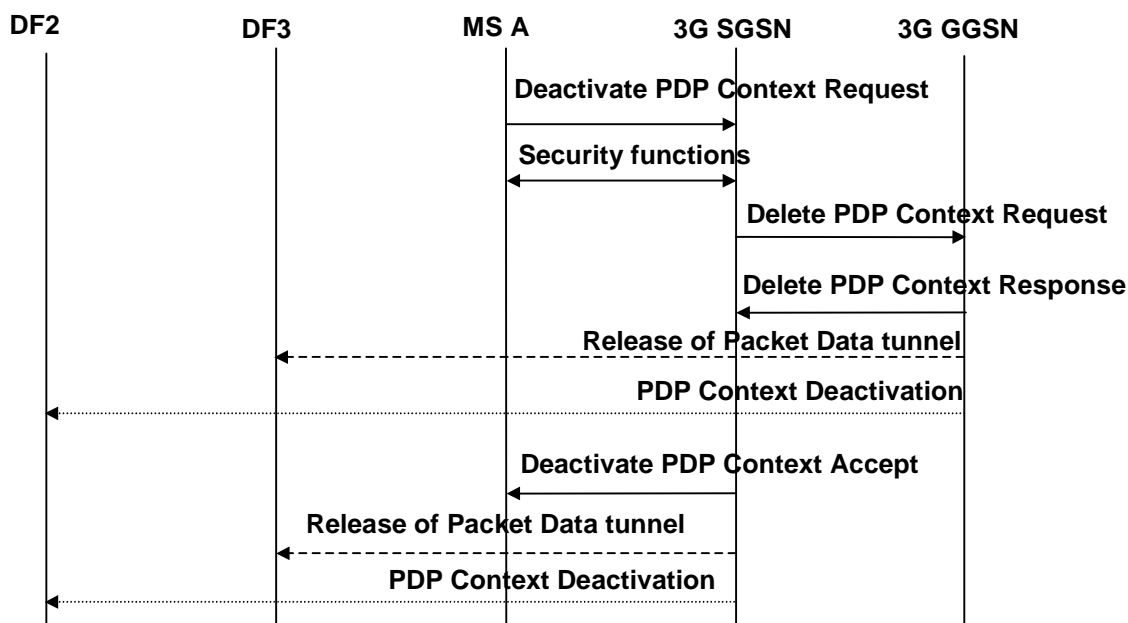 DF2 DF3 MS A 3G SGSN 3G GGSN
Deactivate PDP Context Request
Security functions
Delete PDP Context Request
Delete PDP Context Response
Release of Packet Data tunnel
PDP Context Deactivation
Deactivate PDP Context Accept
Release of Packet Data tunnel
PDP Context Deactivation